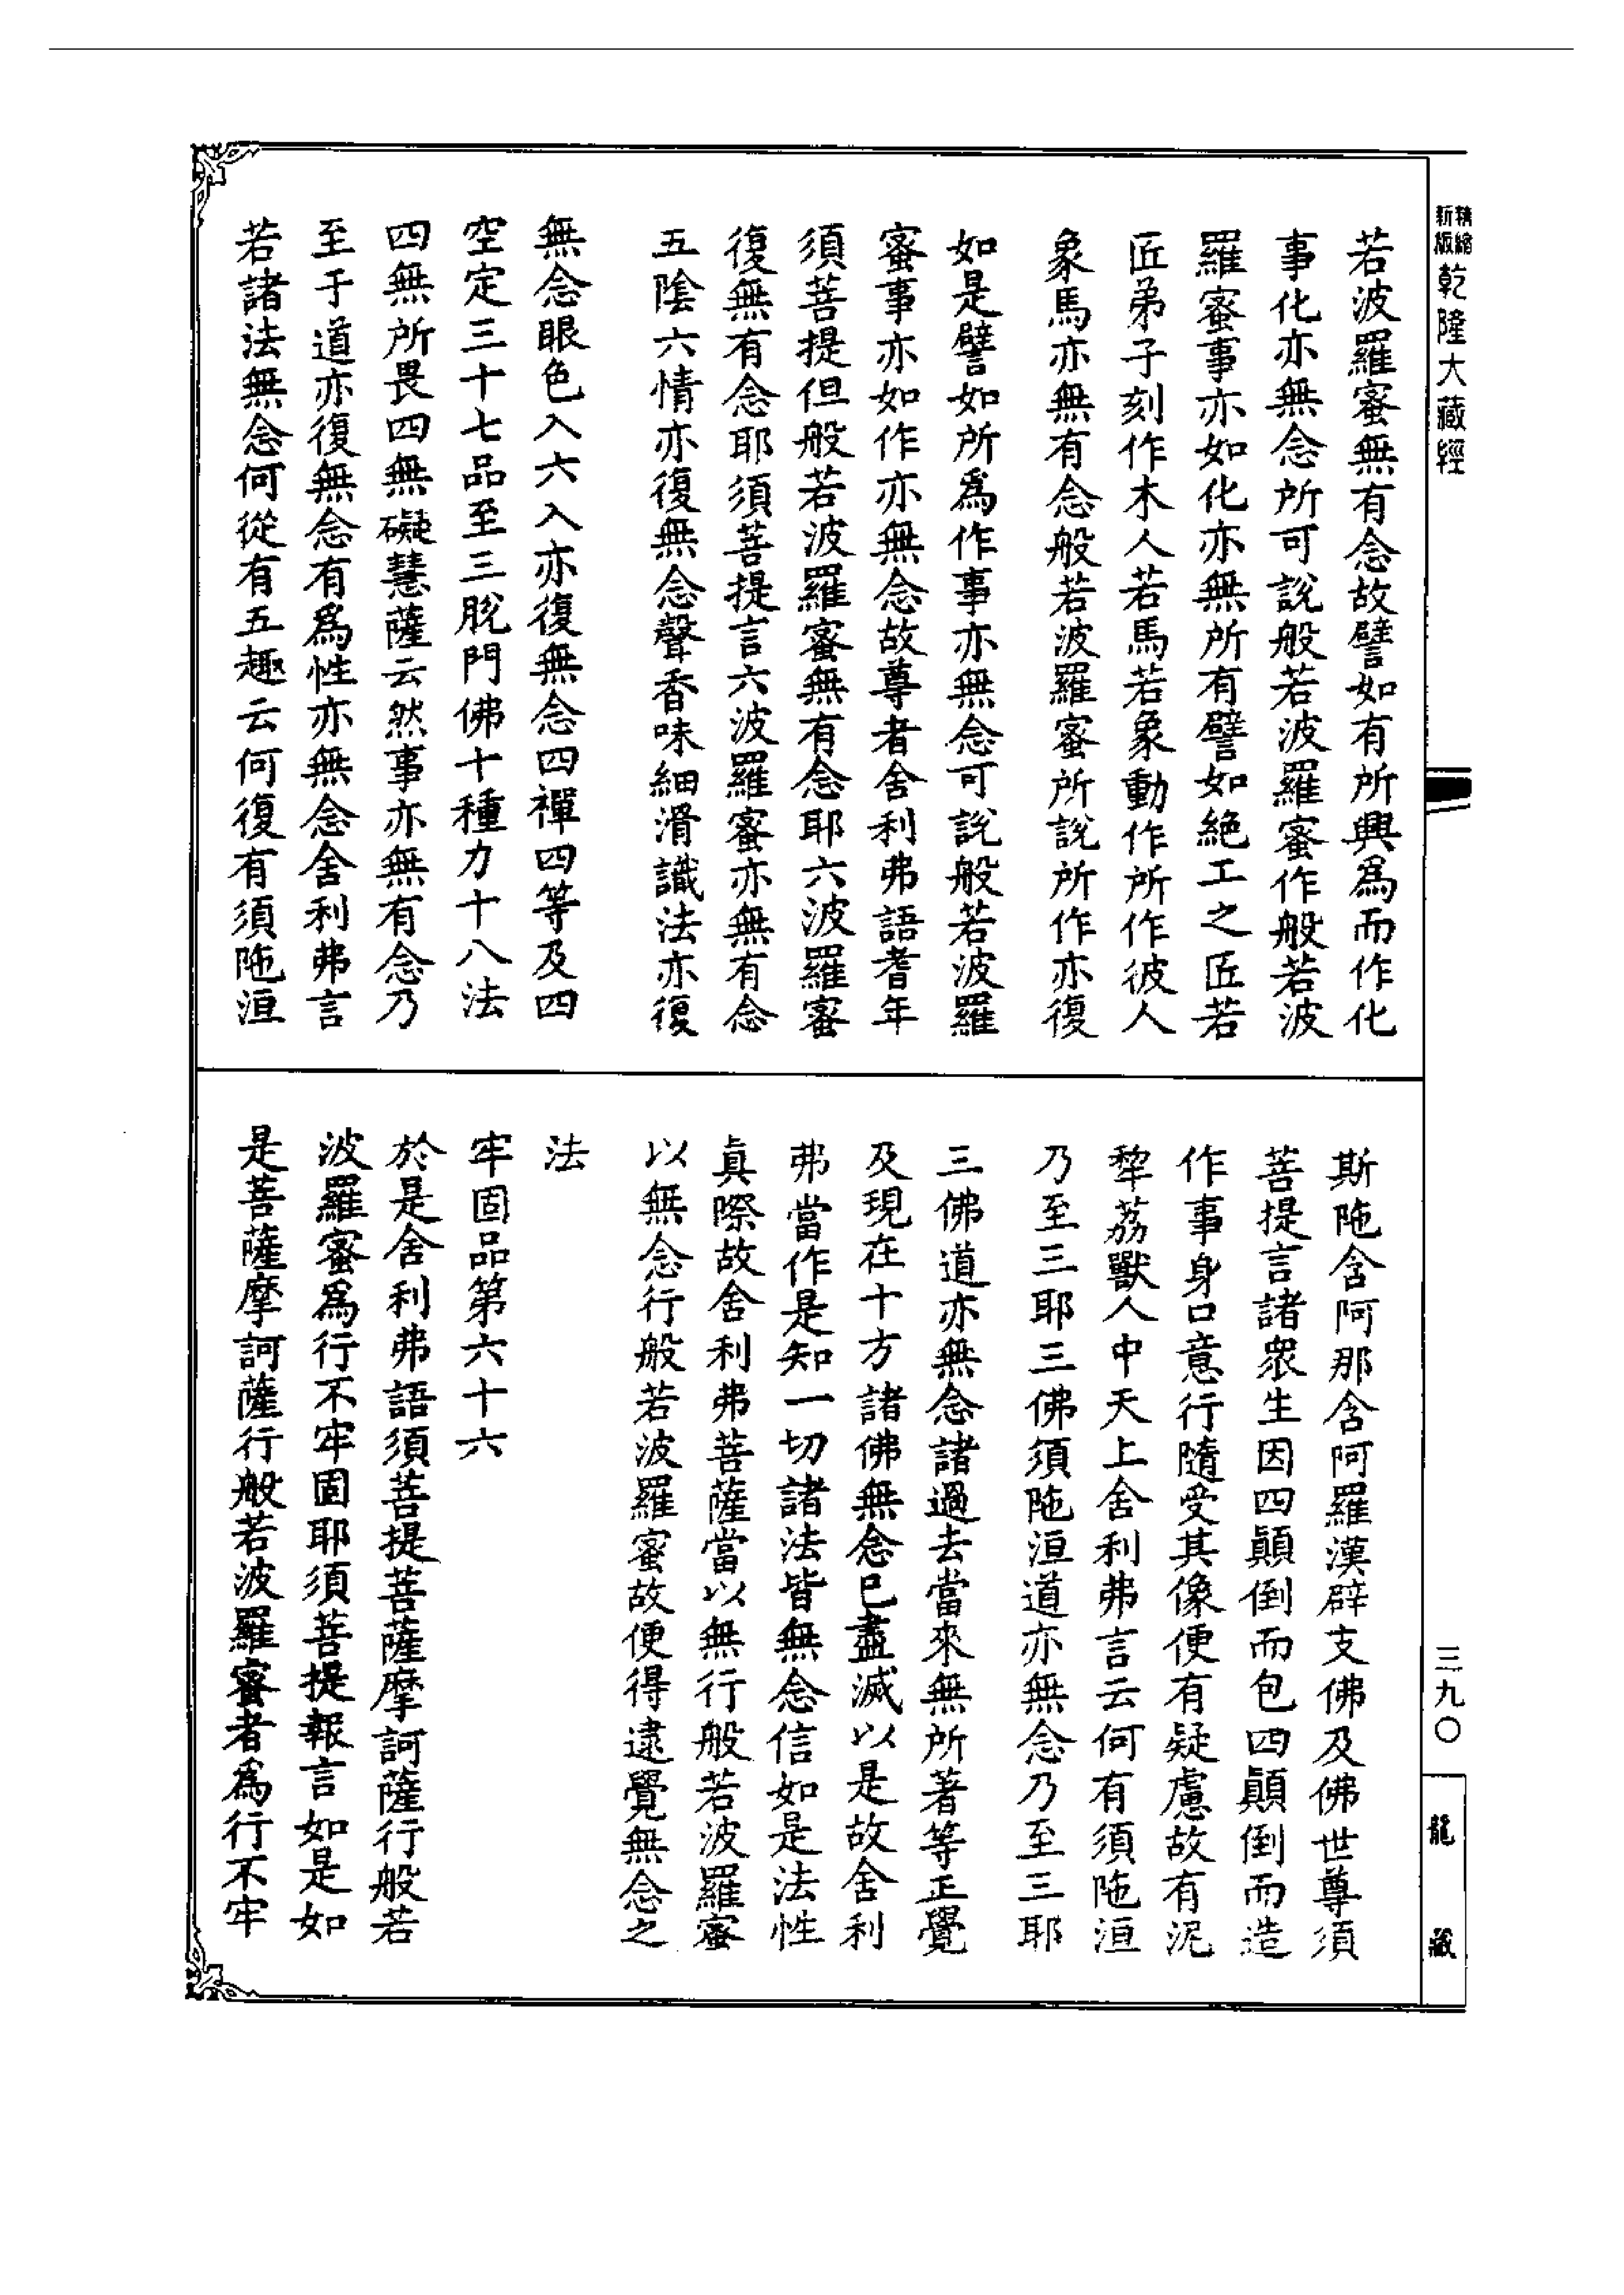 精縮
新版
乾隆大藏經
若波羅蜜無有念故譬如有所興爲而作化
事化亦無念所可說般若波羅蜜作般若波
羅蜜事亦如化亦無所有譬如絕工之匠若
匠弟子刻作木人若馬若象動作所作彼人
象馬亦無有念般若波羅蜜所說所作亦復
如是譬如所爲作事亦無念可說般若波羅
蜜事亦如作亦無念故尊者舍利弗語耆年
須菩提但般若波羅蜜無有念耶六波羅蜜
復無有念耶須菩提言六波羅蜜亦無有念
五陰六情亦復無念聲香味細滑識法亦復
無念眼色入六入亦復無念四禪四等及四
空定三十七品至三脫門佛十種力十八法
四無所畏四無礙慧薩云然事亦無有念乃
至于道亦復無念有爲性亦無念舍利弗言
若諸法無念何從有五趣云何復有須陁洹
斯陁含阿那含阿羅漢辟支佛及佛世尊須
菩提言諸衆生因四顛倒而包四顛倒而造
作事身口意行隨受其像便有疑慮故有泥
犂荔獸人中天上舍利弗言云何有須陁洹
乃至三耶三佛須陁洹道亦無念乃至三耶
三佛道亦無念諸過去當來無所著等正覺
及現在十方諸佛無念已盡滅以是故舍利
弗當作是知一切諸法皆無念信如是法性
真際故舍利弗菩薩當以無行般若波羅蜜
以無念行般若波羅蜜故便得逮覺無念之
法
牢固品第六十六
於是舍利弗語須菩提菩薩摩訶薩行般若
波羅蜜爲行不牢固耶須菩提報言如是如
是菩薩摩訶薩行般若波羅蜜者爲行不牢
三九〇
龍藏